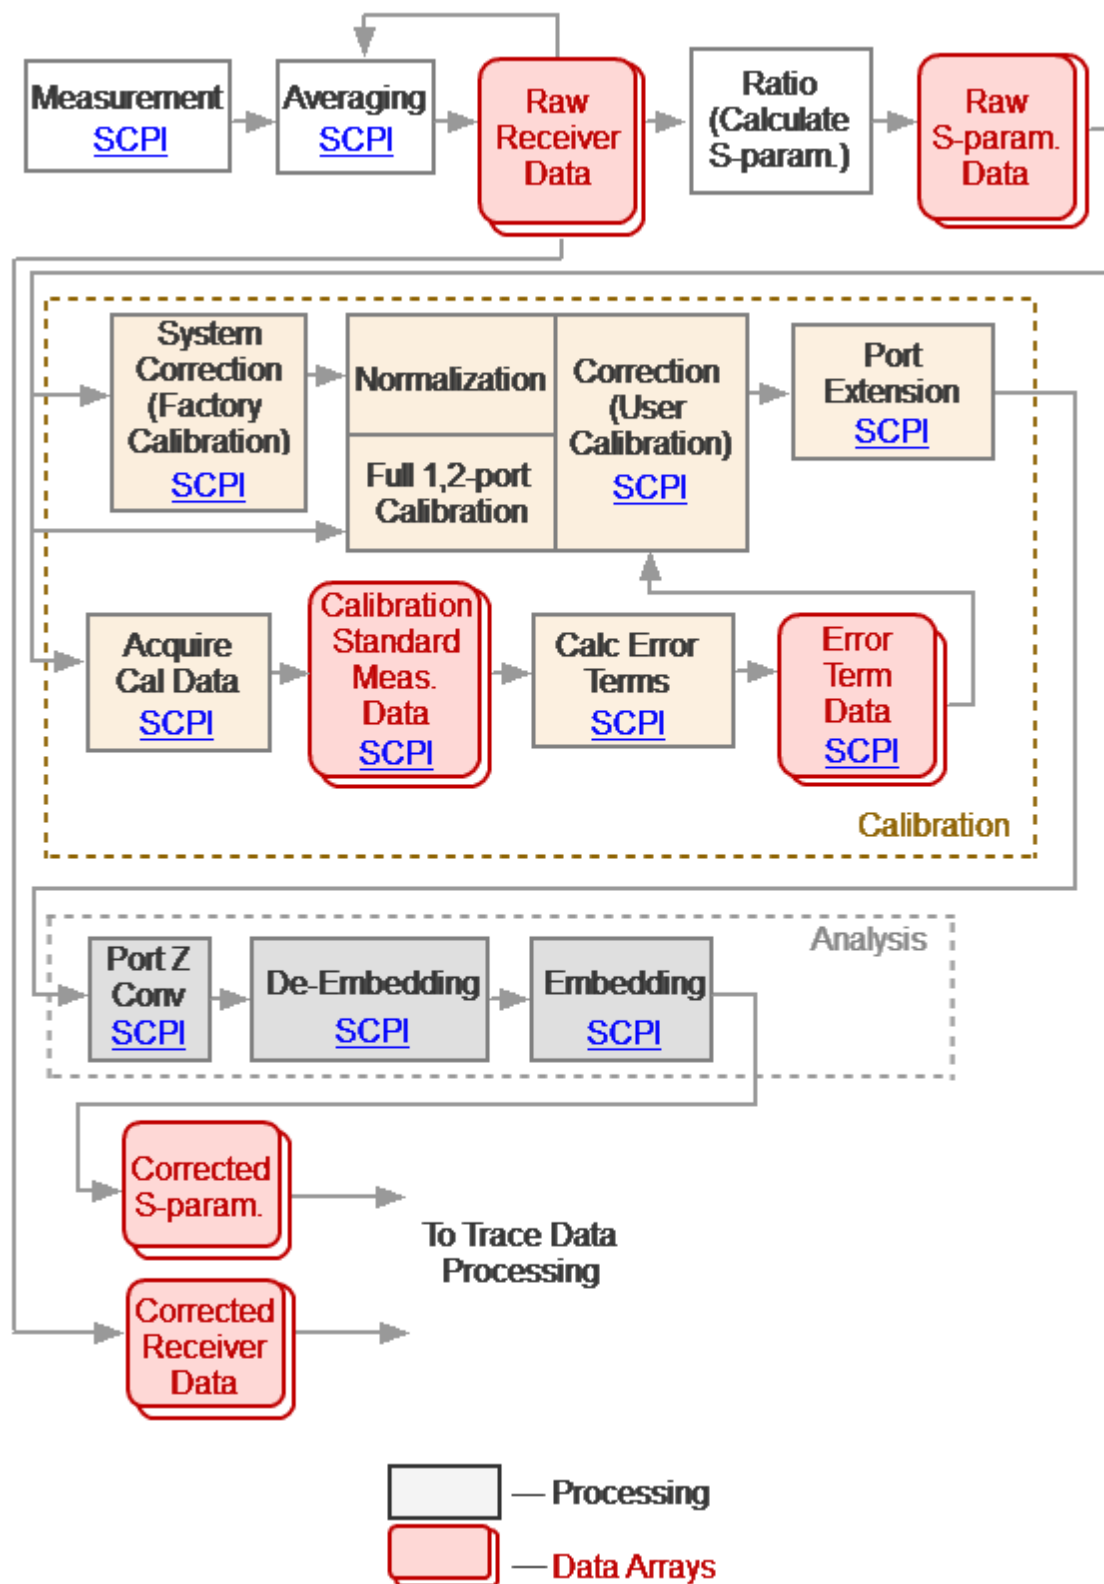 Measurement
SCPI
Averaging
SCPI
Raw
Receiver
Data
Ratio
(Calculate
S-param.)
Raw
S-param.
Data
System
Correction
(Factory
Calibration)
SCPI
Normalization
Full 1,2-port
Calibration
Correction
(User
Calibration)
SCPI
Port
Extension
SCPI
Acquire
Cal Data
SCPI
Calibration
Standard
Meas.
Data
SCPI
Calc Error
Terms
SCPI
Error
Term
Data
SCPI
Calibration
Analysis
Port Z
Conv
SCPI
De-Embedding
SCPI
Embedding
SCPI
Corrected
S-param.
To Trace Data
Processing
Corrected
Receiver
Data
— Processing
— Data Arrays